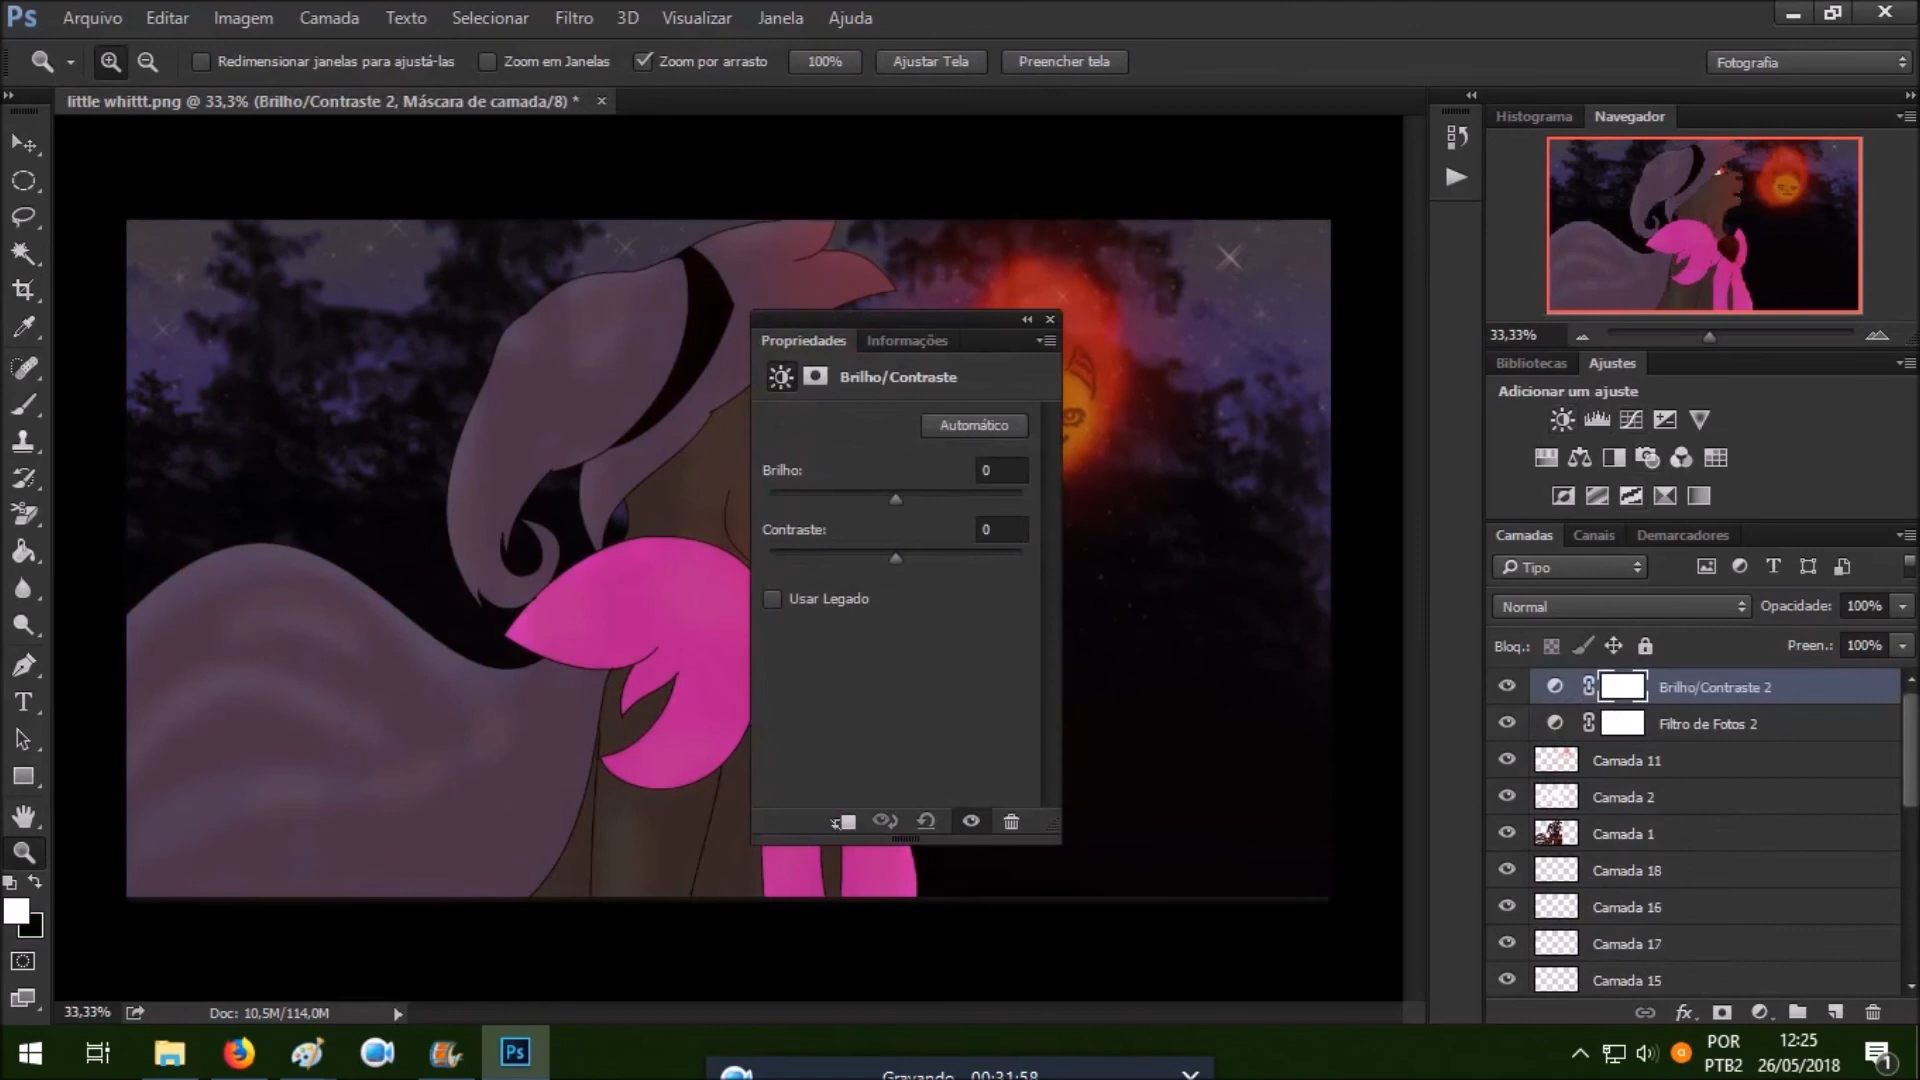 Ps Arquivo Editar Imagem Camada Texto Selecionar Filtro 3D Visualizar Janela Ajuda
Redimensionar janelas para ajustá-las Zoom em Janelas Zoom por arrasto 100% Ajustar Tela Preencher tela Fotografia
little whittt.png @ 33,3% (Brilho/Contraste 2, Máscara de camada/8) *
Histograma Navegador
33,33%
Bibliotecas Ajustes
Adicionar um ajuste
Propriedades Informações
Brilho/Contraste
Automático
Brilho: 0
Contraste: 0
Usar Legado
Camadas Canais Demarcadores
Tipo
Normal Opacidade: 100%
Bloq.: Preen.: 100%
Brilho/Contraste 2
Filtro de Fotos 2
Camada 11
Camada 2
Camada 1
Camada 18
Camada 16
Camada 17
Camada 15
33,33% Doc: 10,5M/114,0M
Ps
Gravando 00:31:58
POR
PTB2
12:25
26/05/2018
1